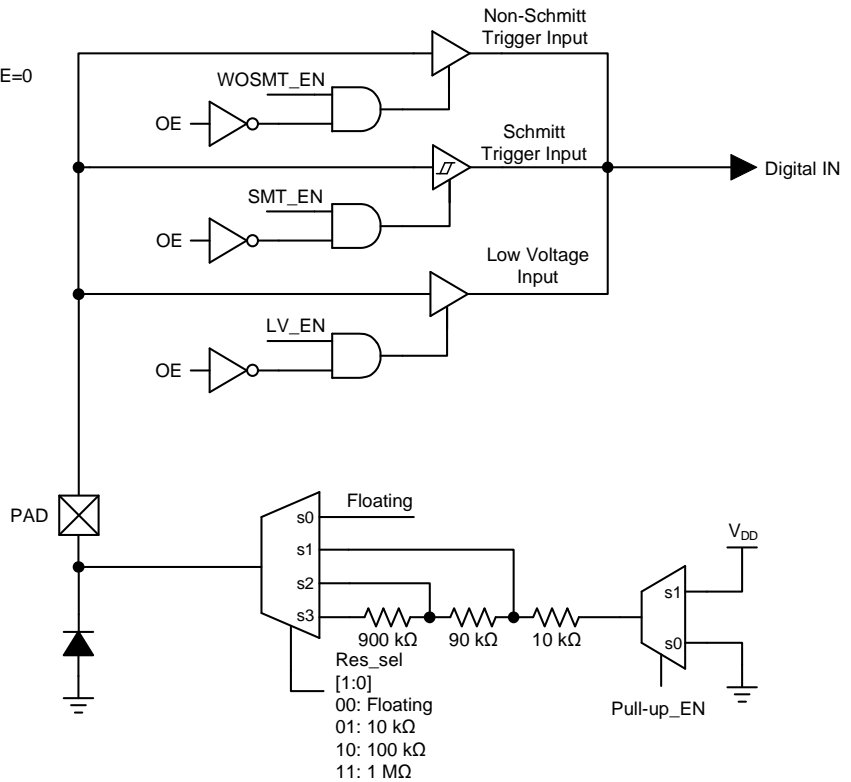 Non-Schmitt
Trigger Input
E=0
WOSMT_EN
OE
Schmitt
Trigger Input
Digital IN
SMT_EN
OE
Low Voltage
Input
LV_EN
OE
PAD
Floating
s0
s1
s2
s3
900 kΩ
90 kΩ
10 kΩ
VDD
s1
s0
Pull-up_EN
Res_sel
[1:0]
00: Floating
01: 10 kΩ
10: 100 kΩ
11: 1 MΩ